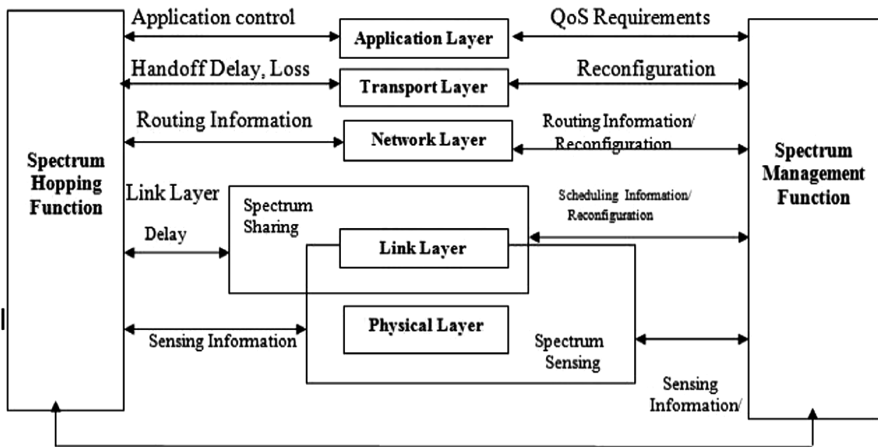 Application control
Application Layer
QoS Requirements
Handoff Delay, Loss
Transport Layer
Reconfiguration
Routing Information
Network Layer
Routing Information/
Reconfiguration
Spectrum
Hopping
Function
Spectrum
Management
Function
Link Layer
Delay
Spectrum
Sharing
Link Layer
Scheduling Information/
Reconfiguration
Physical Layer
Sensing Information
Spectrum
Sensing
Sensing
Information/